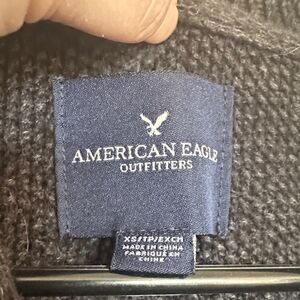 AMERICAN EAGLE
OUTFITTERS
XS/TP/EXCH
MADE IN CHINA
FABRIQUÉ EN
CHINE